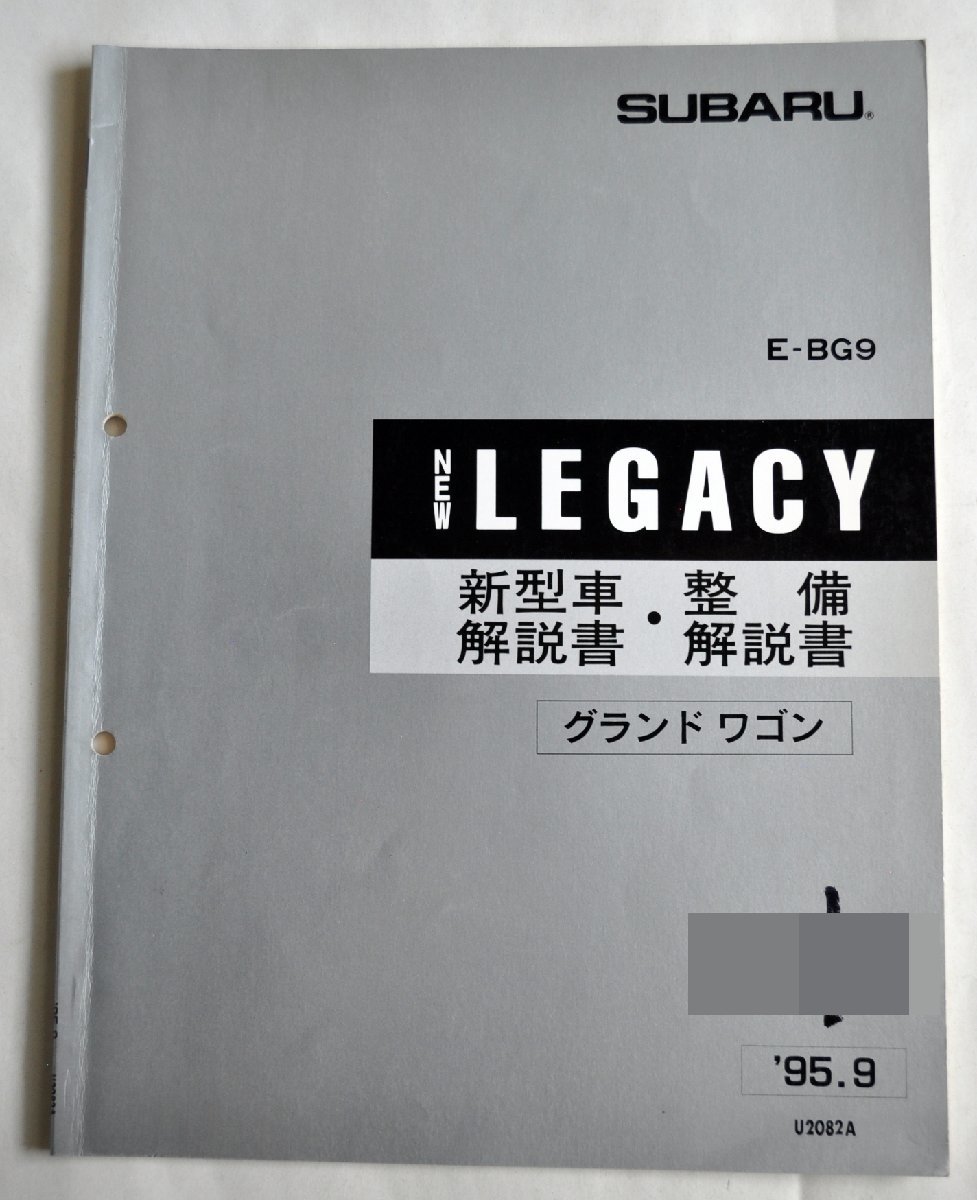 SUBARU®
E-BG9
NEW LEGACY
新型車解説書・整備解説書
グランド ワゴン
'95.9
U2082A